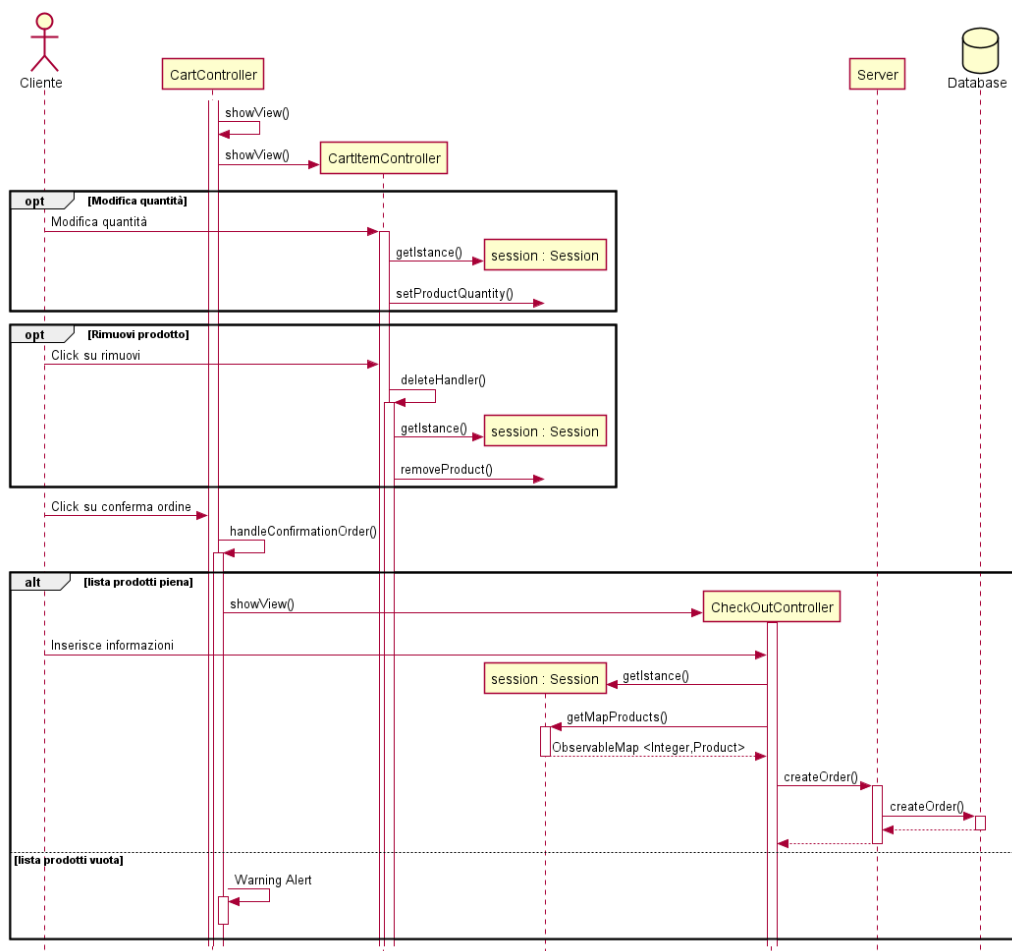 Cliente
CartController
Server
Database
showView()
showView()
CartItemController
opt [Modifica quantità]
Modifica quantità
getIstance()
session : Session
setProductQuantity()
opt [Rimuovi prodotto]
Click su rimuovi
deleteHandler()
getIstance()
session : Session
removeProduct()
Click su conferma ordine
handleConfirmationOrder()
alt [lista prodotti piena]
showView()
CheckOutController
Inserisce informazioni
session : Session
getIstance()
getMapProducts()
ObservableMap <Integer,Product>
createOrder()
createOrder()
[lista prodotti vuota]
Warning Alert